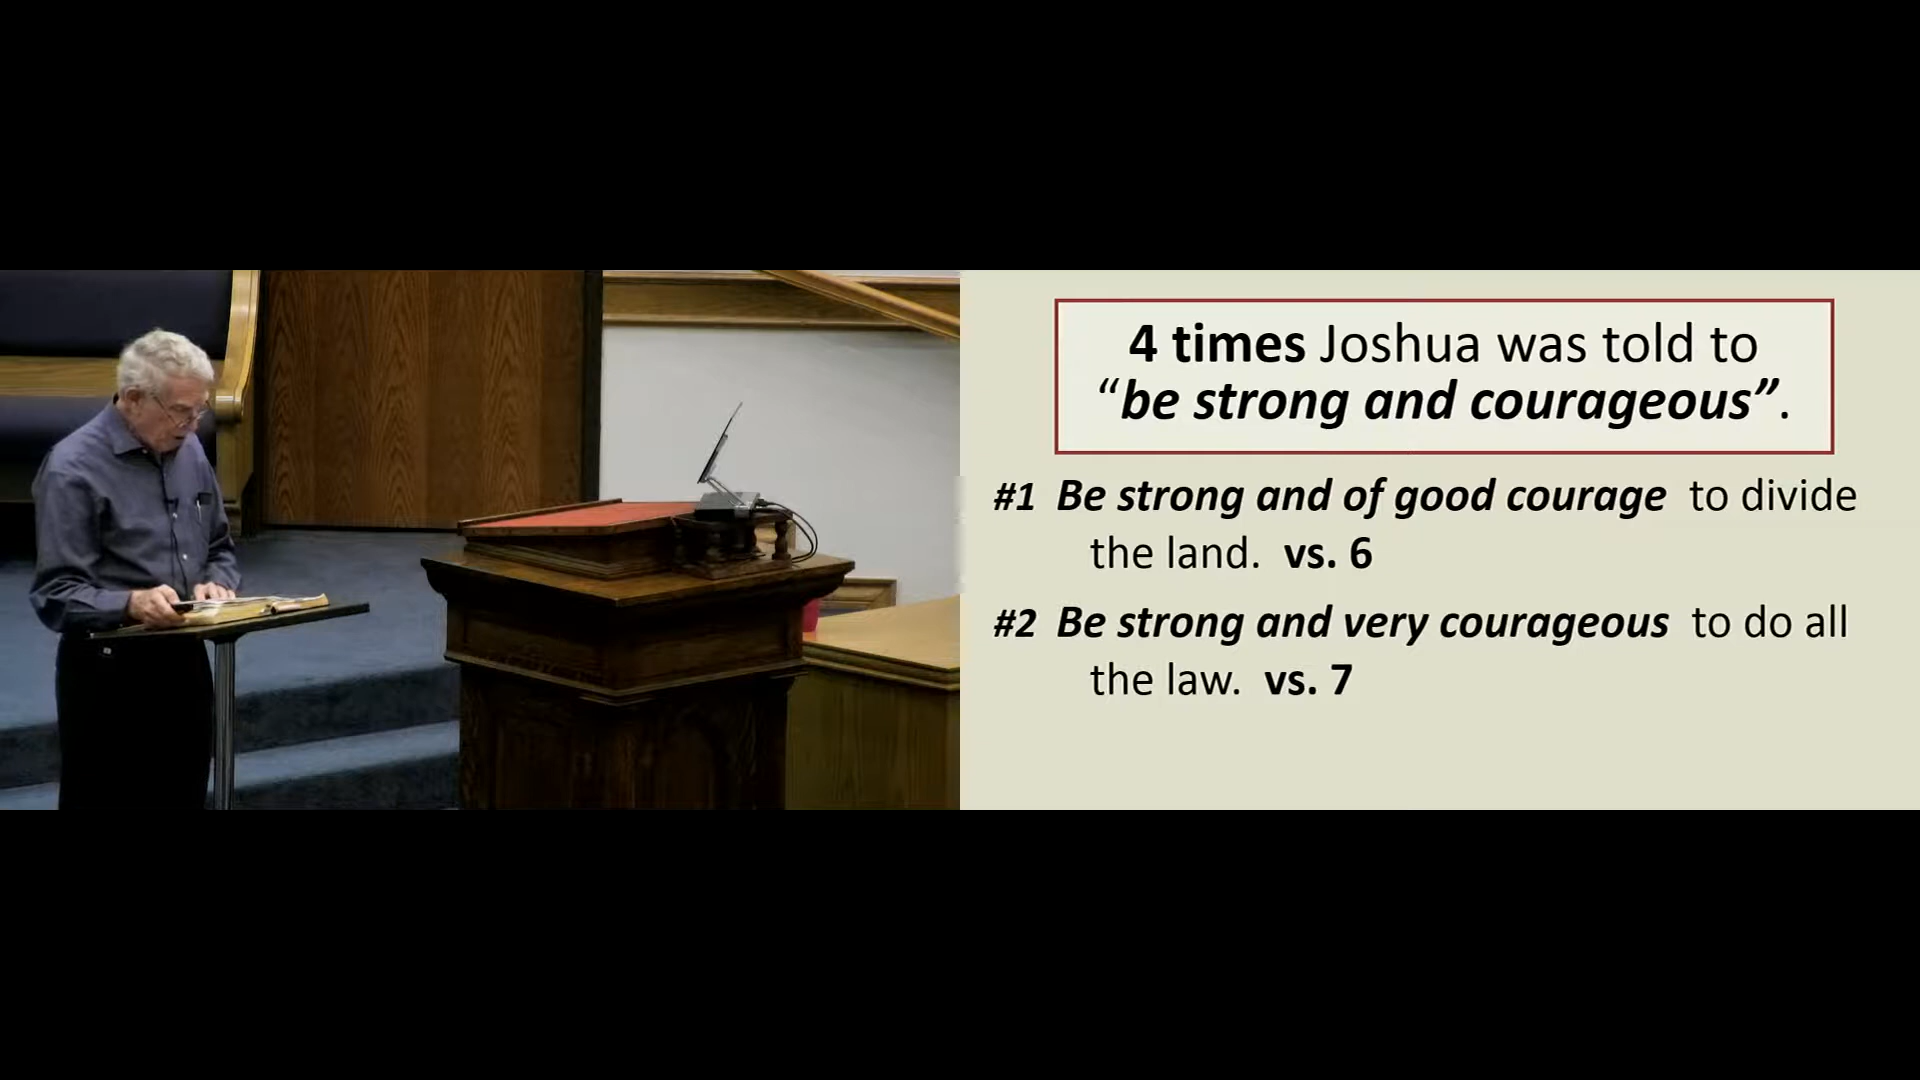 4 times Joshua was told to
“be strong and courageous”.
#1 Be strong and of good courage to divide
the land. vs. 6
#2 Be strong and very courageous to do all
the law. vs. 7